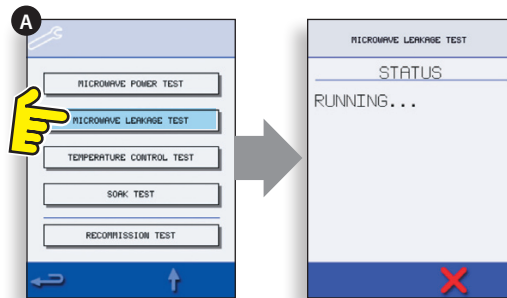 A
MICROWAVE POWER TEST
MICROWAVE LEAKAGE TEST
TEMPERATURE CONTROL TEST
SOAK TEST
RECOMMISSION TEST
MICROWAVE LEAKAGE TEST
STATUS
RUNNING...